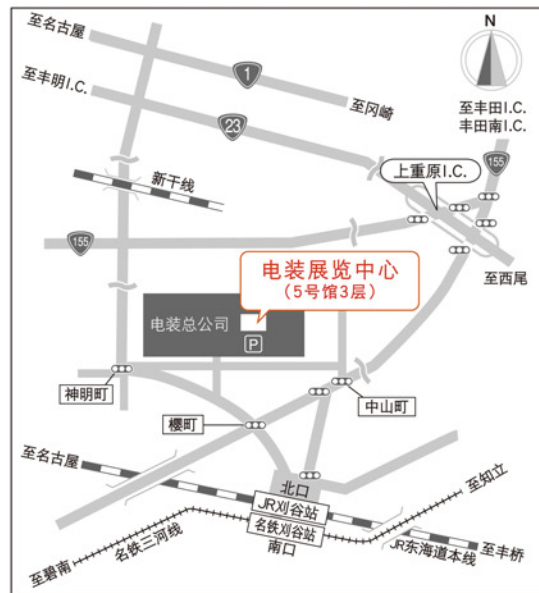 至名古屋
N
1
至丰明I.C.
至冈崎
至丰田I.C.
丰田南I.C.
23
155
上重原I.C.
新干线
155
至西尾
电装展览中心
（5号馆3层）
电装总公司
P
神明町
中山町
樱町
至名古屋
北口
至知立
JR刈谷站
名铁刈谷站
南口
名铁三河线
JR东海道本线
至丰桥
至碧南